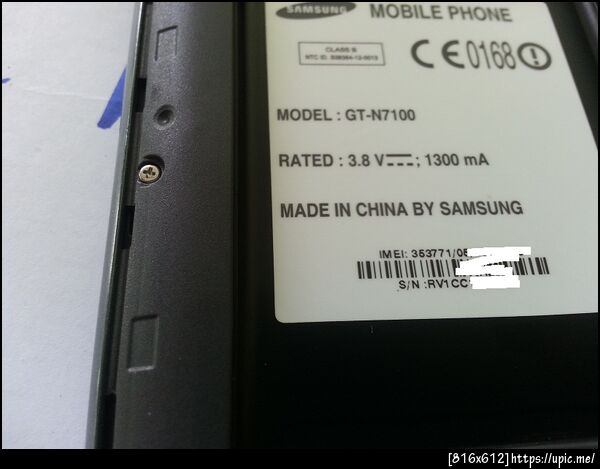 SAMSUNG MOBILE PHONE
CLASS B
CE0168
MODEL : GT-N7100
RATED : 3.8 V ; 1300 mA
MADE IN CHINA BY SAMSUNG
IMEI: 353771/05
S/N :RV1CC
[816x612]https://upic.me/